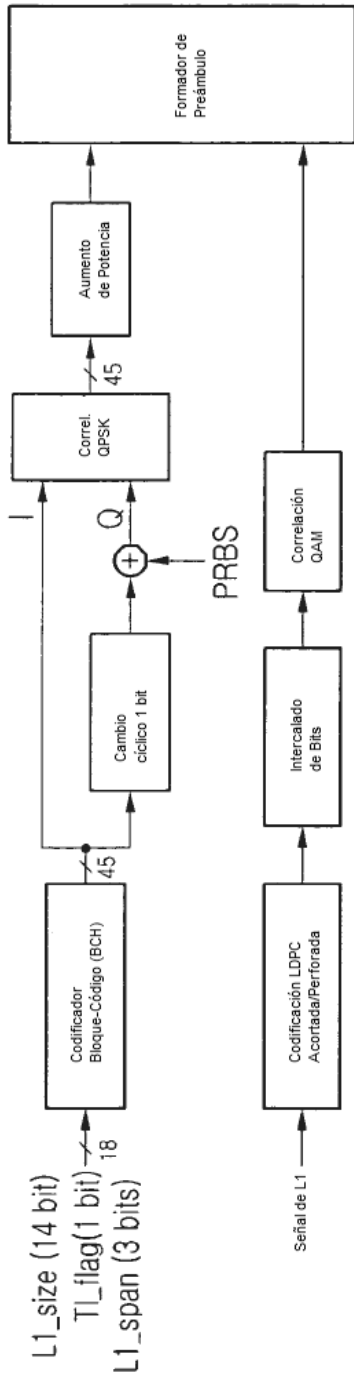 L1_size (14 bit)
TI_flag(1 bit)
L1_span (3 bits)
18
Codificador
Bloque-Código (BCH)
45
Cambio
cíclico 1 bit
PRBS
I
Q
Correl.
QPSK
45
Aumento
de Potencia
Formador de
Preámbulo
Señal de L1
Codificación LDPC
Acortada/Perforada
Intercalado
de Bits
Correlación
QAM